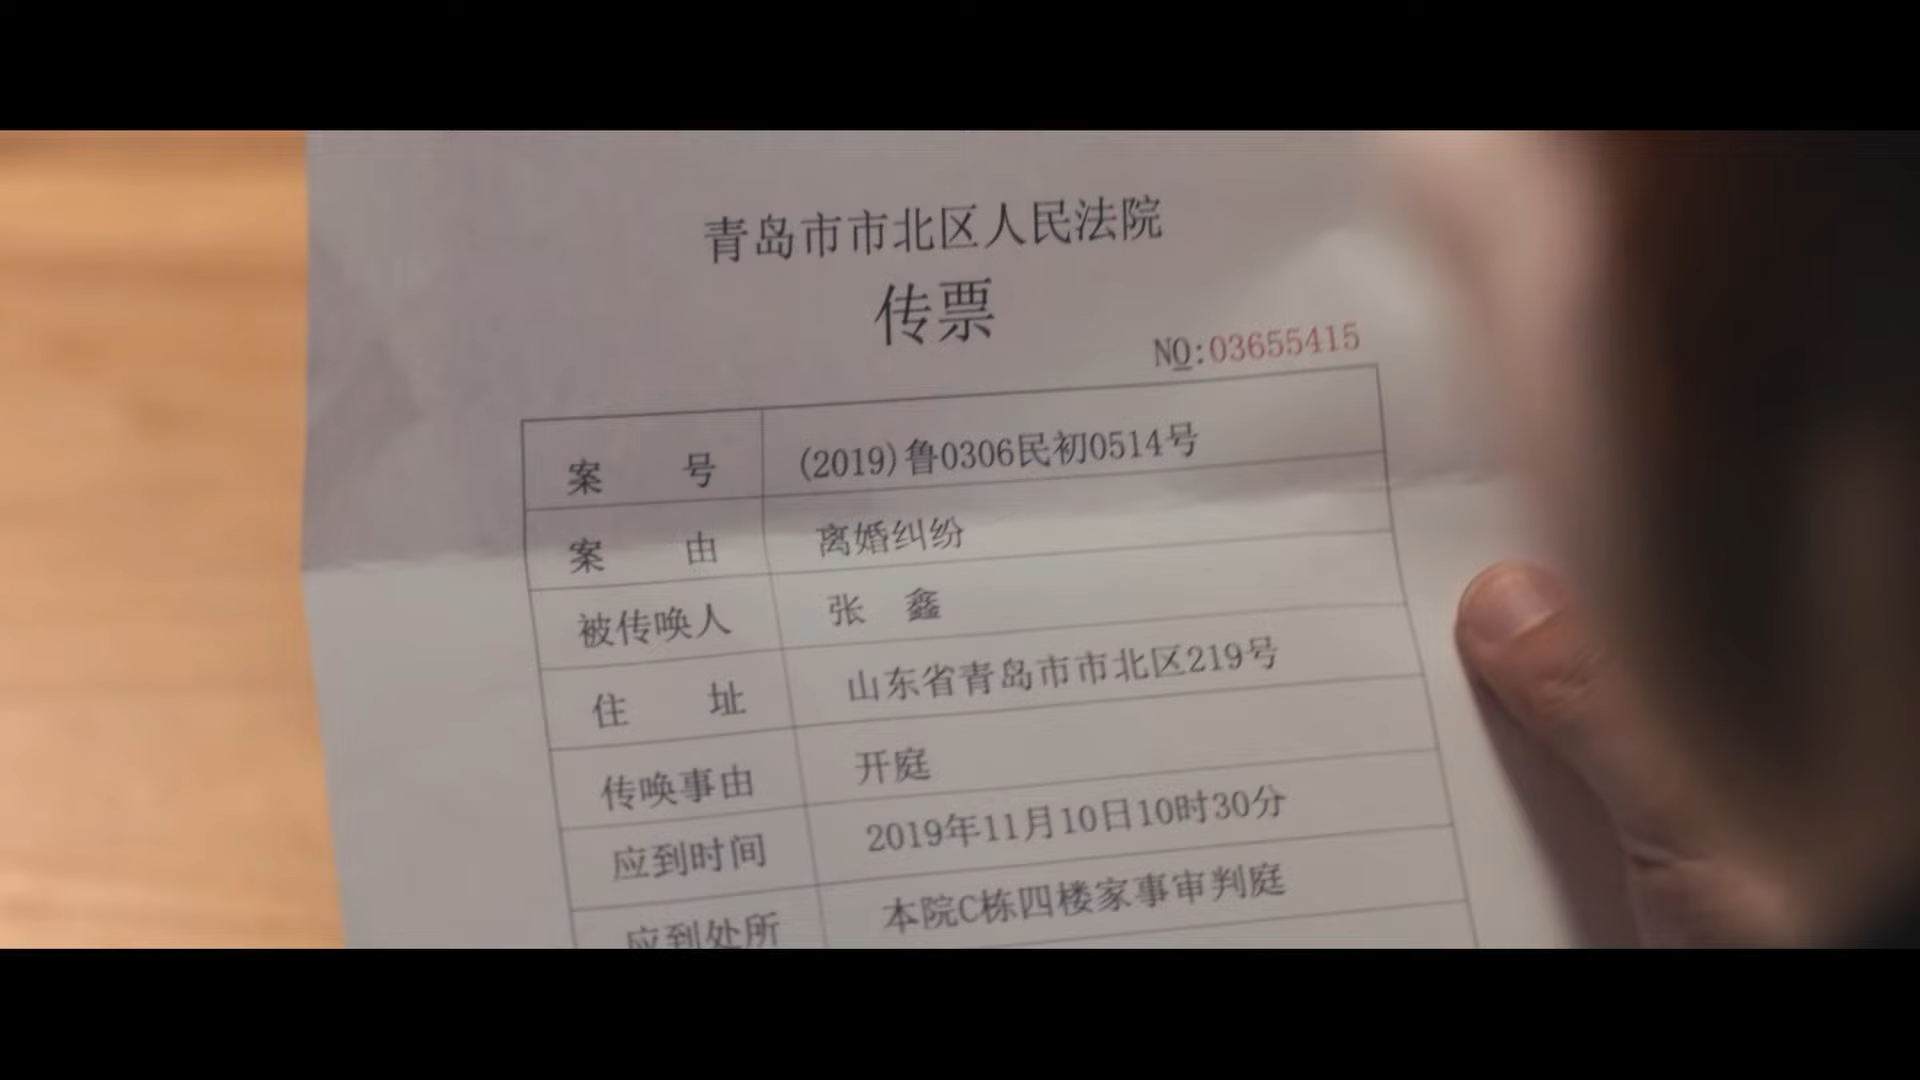 青岛市市北区人民法院
传票
NO:03655415
案 号 (2019)鲁0306民初0514号
案 由 离婚纠纷
被传唤人 张 鑫
住 址 山东省青岛市市北区219号
传唤事由 开庭
应到时间 2019年11月10日10时30分
应到处所 本院C栋四楼家事审判庭